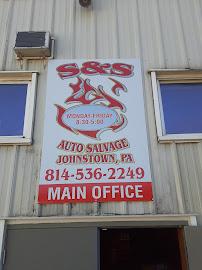 S&S
MONDAY-FRIDAY
8:30-5:00
AUTO SALVAGE
JOHNSTOWN, PA
814-536-2249
MAIN OFFICE